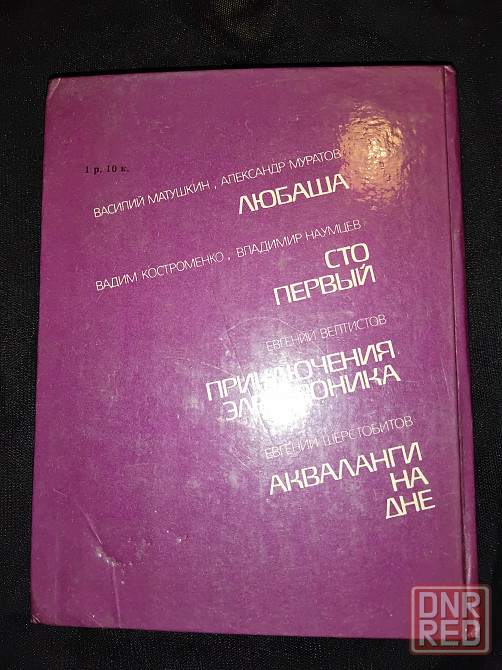 1 р. 10 к.
ВАСИЛИЙ МАТУШКИН, АЛЕКСАНДР МУРАТОВ
ЛЮБАША
ВАДИМ КОСТРОМЕНКО, ВЛАДИМИР НАУМЦЕВ
СТО
ПЕРВЫЙ
ЕВГЕНИЙ ВЕЛТИСТОВ
ПРИКЛЮЧЕНИЯ
ЭЛЕКТРОНИКА
ЕВГЕНИЙ ШЕРСТОБИТОВ
АКВАЛАНГИ
НА
ДНЕ
DNR
RED